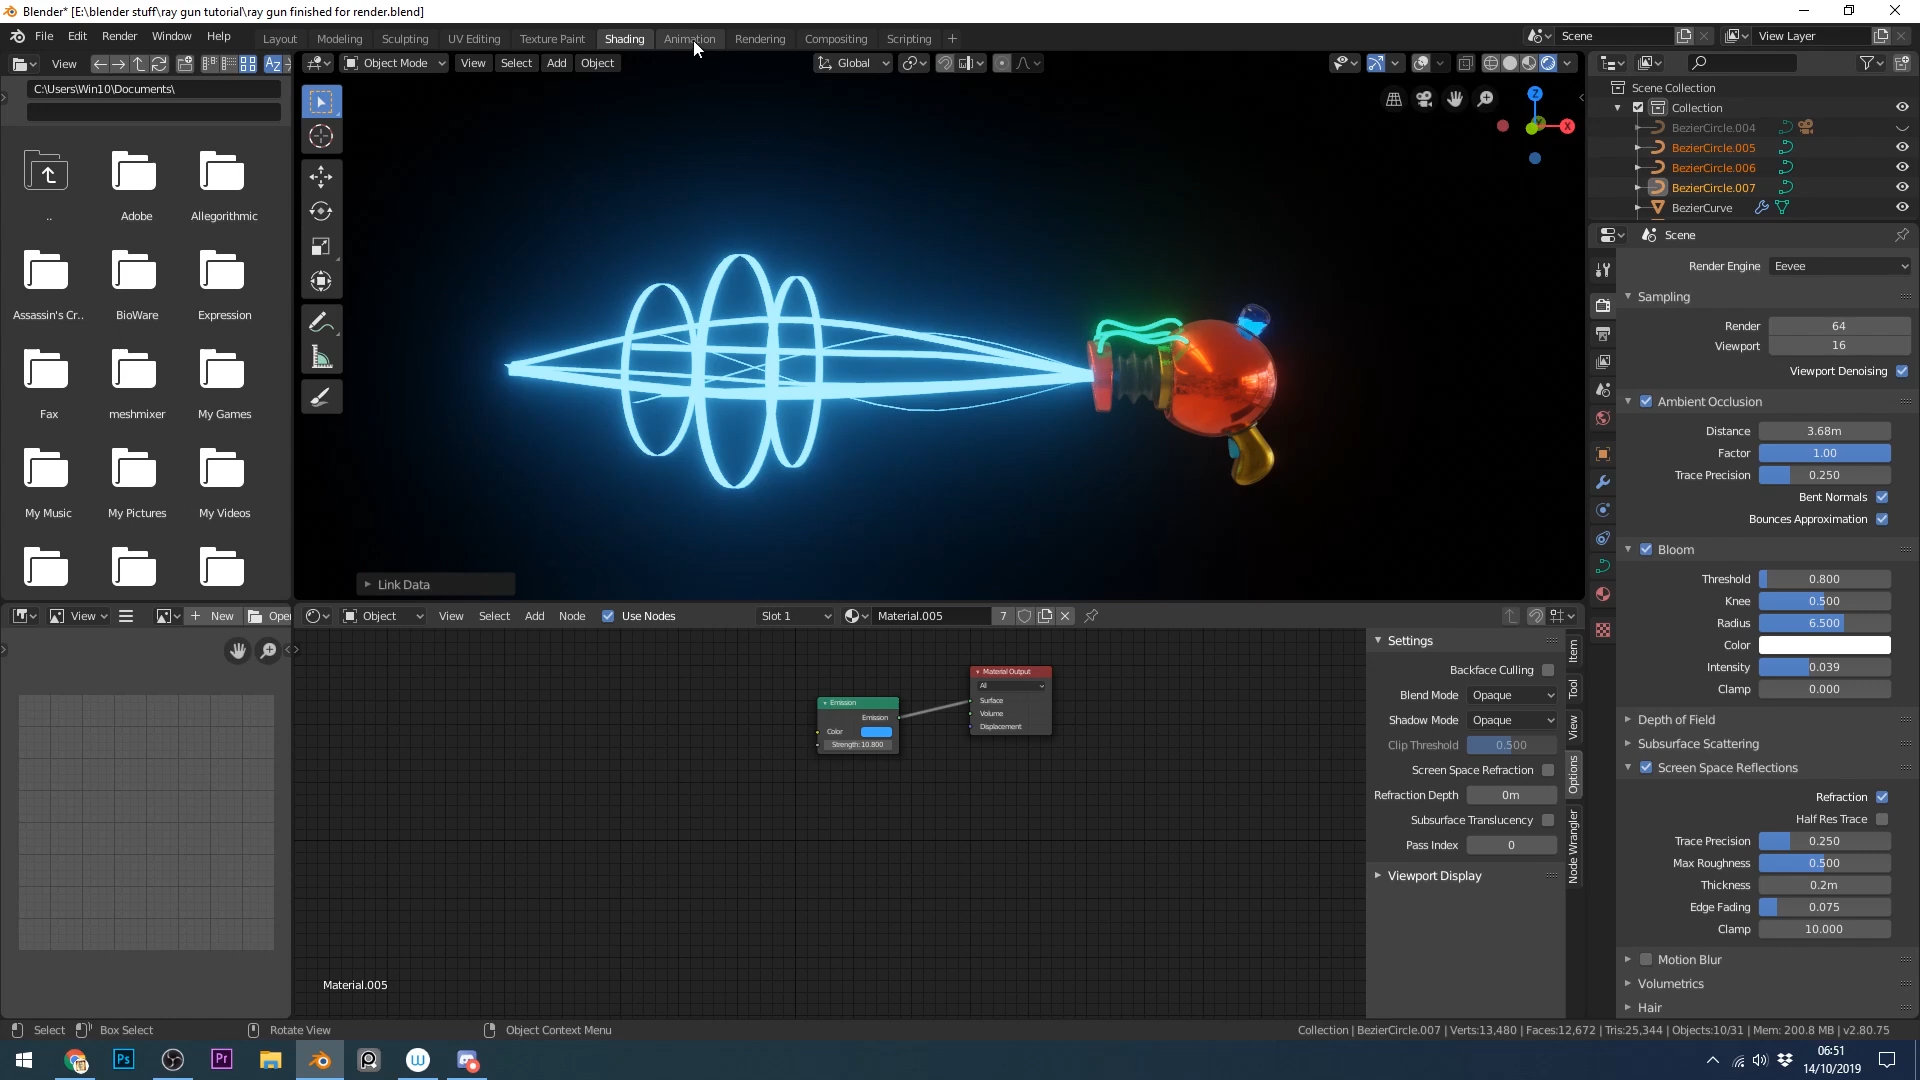 Blender* [E:\blender stuff\ray gun tutorial\ray gun finished for render.blend]
File Edit Render Window Help
Layout Modeling Sculpting UV Editing Texture Paint Shading Animation Rendering Compositing Scripting
Scene
View Layer
View
Object Mode View Select Add Object
Global
C:\Users\Win10\Documents\
..
Adobe
Allegorithmic
Assassin's Cr..
BioWare
Expression
Fax
meshmixer
My Games
My Music
My Pictures
My Videos
Z
X
Link Data
Scene Collection
Collection
BezierCircle.004
BezierCircle.005
BezierCircle.006
BezierCircle.007
BezierCurve
Scene
Render Engine Eevee
Sampling
Render 64
Viewport 16
Viewport Denoising
Ambient Occlusion
Distance 3.68m
Factor 1.00
Trace Precision 0.250
Bent Normals
Bounces Approximation
Bloom
Threshold 0.800
Knee 0.500
Radius 6.500
Color
Intensity 0.039
Clamp 0.000
Depth of Field
Subsurface Scattering
Screen Space Reflections
Refraction
Half Res Trace
Trace Precision 0.250
Max Roughness 0.500
Thickness 0.2m
Edge Fading 0.075
Clamp 10.000
Motion Blur
Volumetrics
Hair
View New Open
Object View Select Add Node Use Nodes Slot 1 Material.005 7
Emission
Emission
Color
Strength: 10.800
Material Output
All
Surface
Volume
Displacement
Settings
Backface Culling
Blend Mode Opaque
Shadow Mode Opaque
Clip Threshold 0.500
Screen Space Refraction
Refraction Depth 0m
Subsurface Translucency
Pass Index 0
Viewport Display
Item
Tool
View
Options
Node Wrangler
Material.005
Select Box Select Rotate View Object Context Menu
Collection | BezierCircle.007 | Verts:13,480 | Faces:12,672 | Tris:25,344 | Objects:10/31 | Mem: 200.8 MB | v2.80.75
Ps
Pr
06:51
14/10/2019